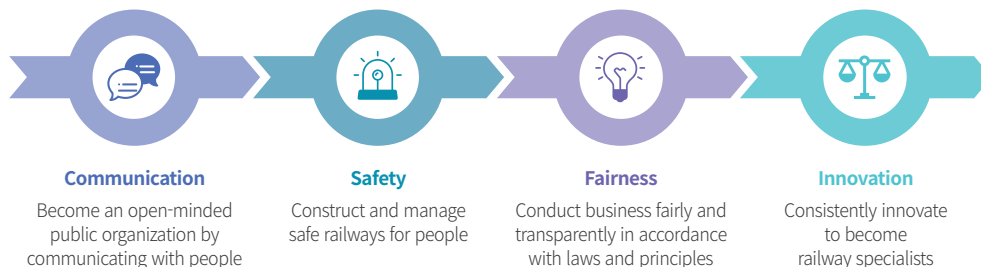 Communication
Become an open-minded
public organization by
communicating with people
Safety
Construct and manage
safe railways for people
Fairness
Conduct business fairly and
transparently in accordance
with laws and principles
Innovation
Consistently innovate
to become
railway specialists